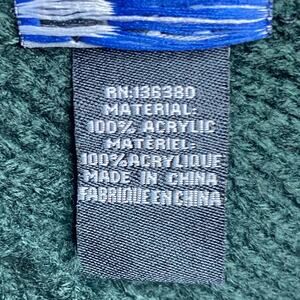 RN:136380
MATERIAL:
100% ACRYLIC
MATÉRIEL:
100% ACRYLIQUE
MADE IN CHINA
FABRIQUE EN CHINA